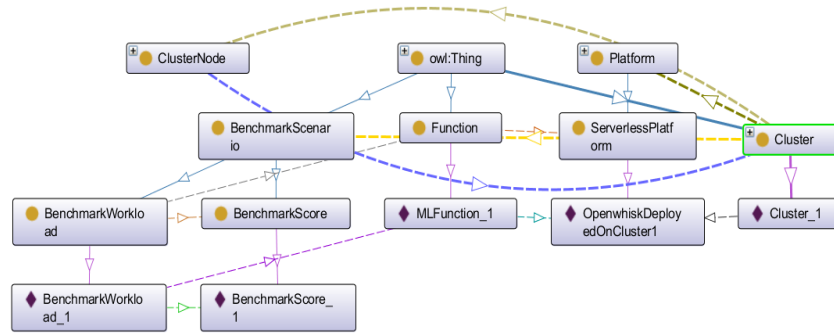 ClusterNode
owl:Thing
Platform
BenchmarkScenar
io
Function
ServerlessPlatf
orm
Cluster
BenchmarkWorklo
ad
BenchmarkScore
MLFunction_1
OpenwhiskDeploy
edOnCluster1
Cluster_1
BenchmarkWorklo
ad_1
BenchmarkScore_
1